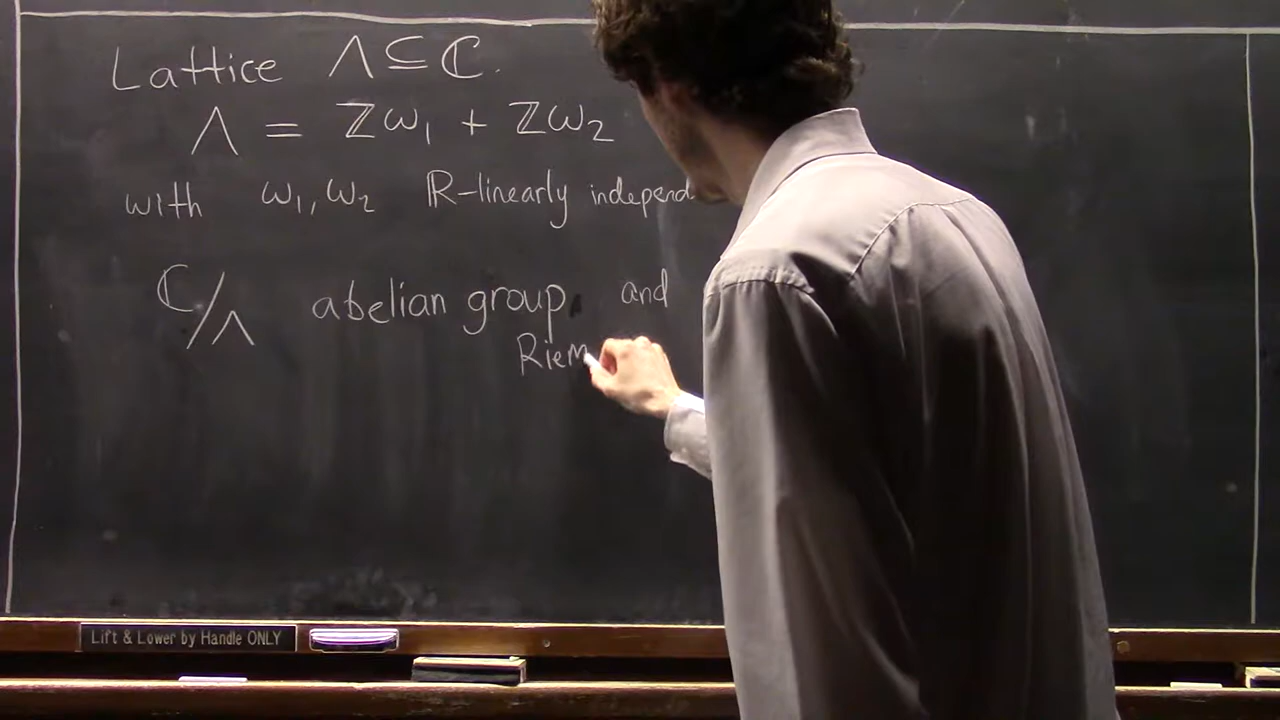 Lattice Λ ⊆ ℂ.
Λ = ℤω₁ + ℤω₂
with ω₁, ω₂ ℝ-linearly independ
ℂ/Λ abelian group and
Riem
Lift & Lower by Handle ONLY